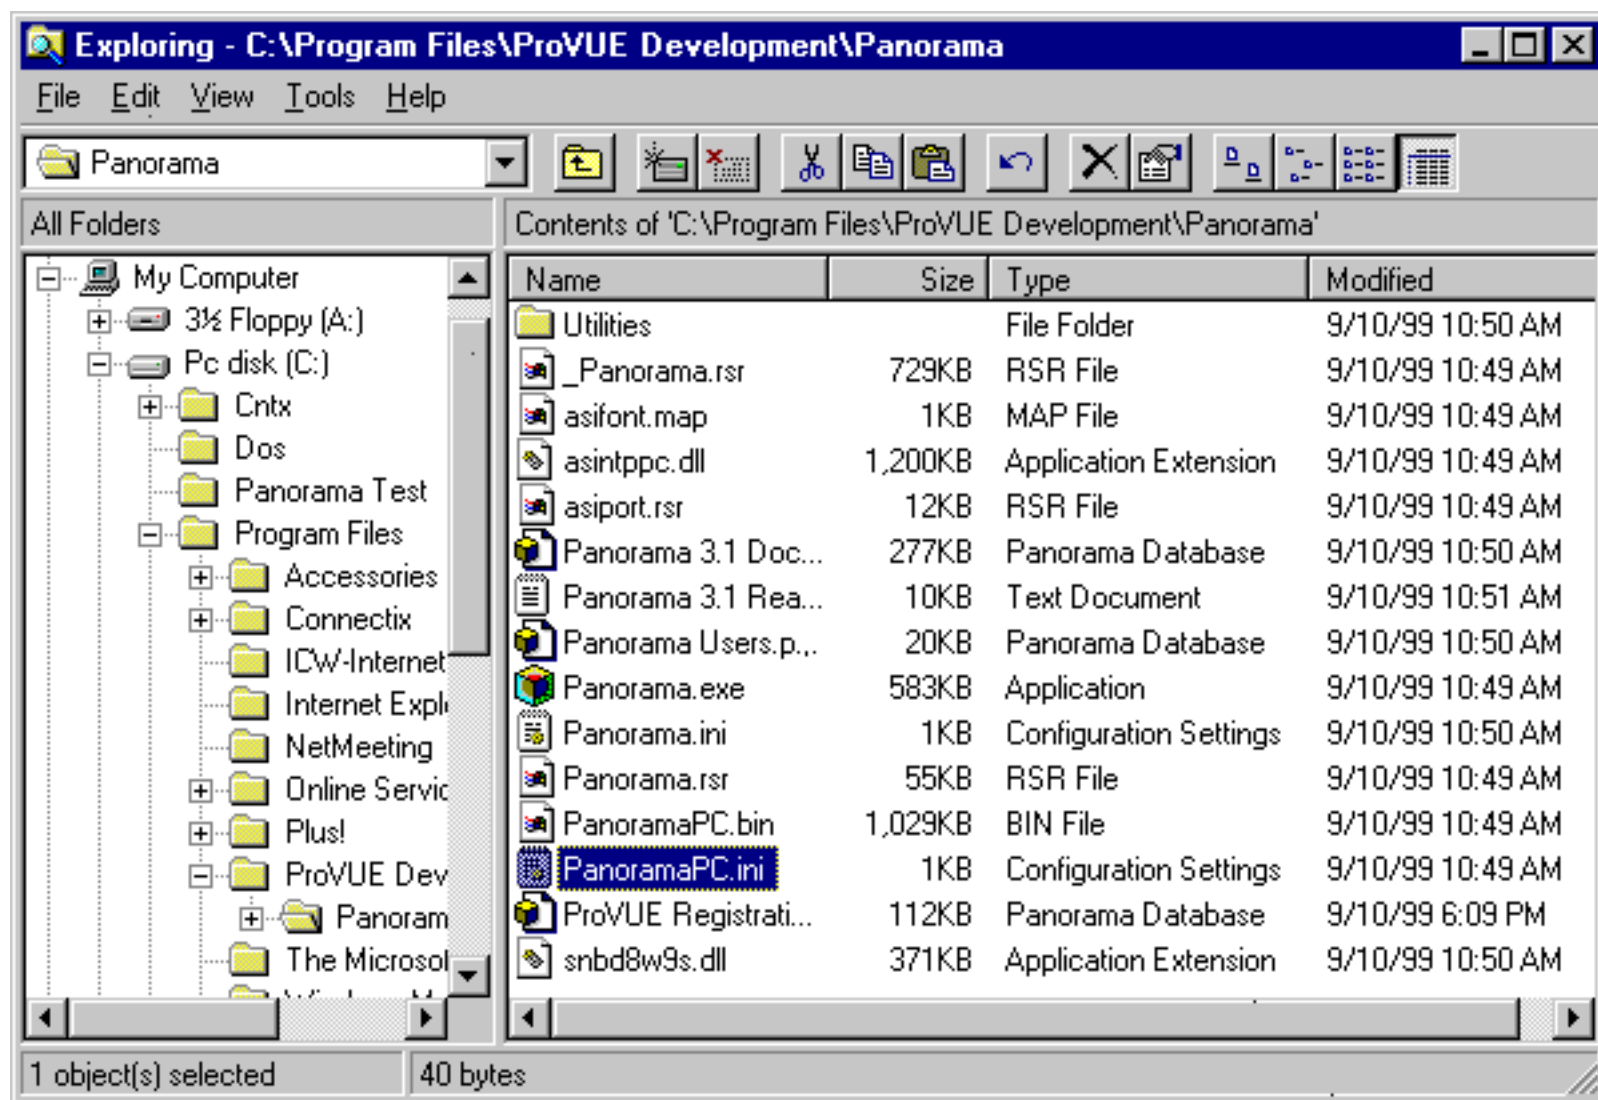 Exploring - C:\Program Files\ProVUE Development\Panorama
File Edit View Tools Help
Panorama
All Folders
Contents of 'C:\Program Files\ProVUE Development\Panorama'
My Computer
3½ Floppy (A:)
Pc disk (C:)
Cntx
Dos
Panorama Test
Program Files
Accessories
Connectix
ICW-Internet
Internet Explo
NetMeeting
Online Servic
Plus!
ProVUE Dev
Panoram
The Microsof
Name Size Type Modified
Utilities File Folder 9/10/99 10:50 AM
_Panorama.rsr 729KB RSR File 9/10/99 10:49 AM
asifont.map 1KB MAP File 9/10/99 10:49 AM
asintppc.dll 1,200KB Application Extension 9/10/99 10:49 AM
asiport.rsr 12KB RSR File 9/10/99 10:49 AM
Panorama 3.1 Doc... 277KB Panorama Database 9/10/99 10:50 AM
Panorama 3.1 Rea... 10KB Text Document 9/10/99 10:51 AM
Panorama Users.p... 20KB Panorama Database 9/10/99 10:50 AM
Panorama.exe 583KB Application 9/10/99 10:49 AM
Panorama.ini 1KB Configuration Settings 9/10/99 10:50 AM
Panorama.rsr 55KB RSR File 9/10/99 10:49 AM
PanoramaPC.bin 1,029KB BIN File 9/10/99 10:49 AM
PanoramaPC.ini 1KB Configuration Settings 9/10/99 10:49 AM
ProVUE Registrati... 112KB Panorama Database 9/10/99 6:09 PM
snbd8w9s.dll 371KB Application Extension 9/10/99 10:50 AM
1 object(s) selected
40 bytes